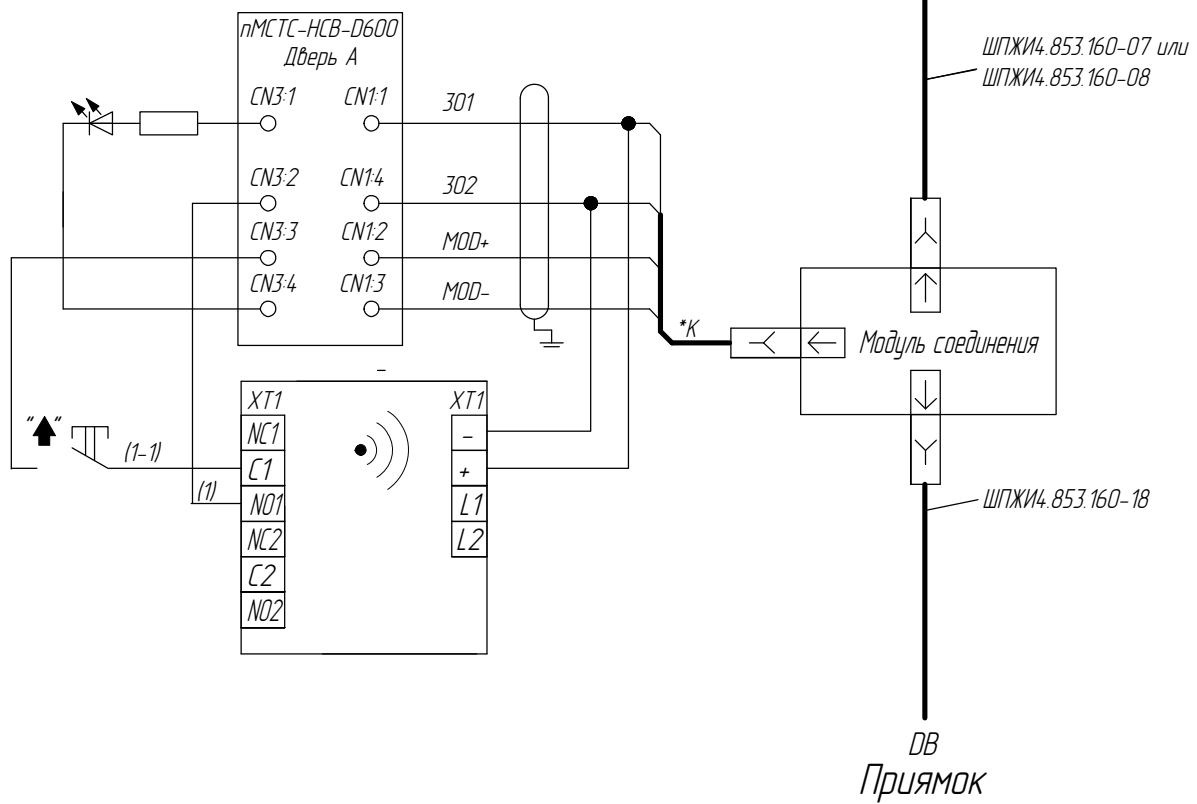 пМСТС-НСВ-D600
Дверь А
CN3:1
CN1:1
301
CN3:2
CN1:4
302
CN3:3
CN1:2
MOD+
CN3:4
CN1:3
MOD-
*К
ШПЖИ4.853.160-07 или
ШПЖИ4.853.160-08
Модуль соединения
-
XT1
XT1
NC1
-
C1
+
NO1
L1
NC2
L2
C2
NO2
" "
(1-1)
(1)
ШПЖИ4.853.160-18
DB
Приямок